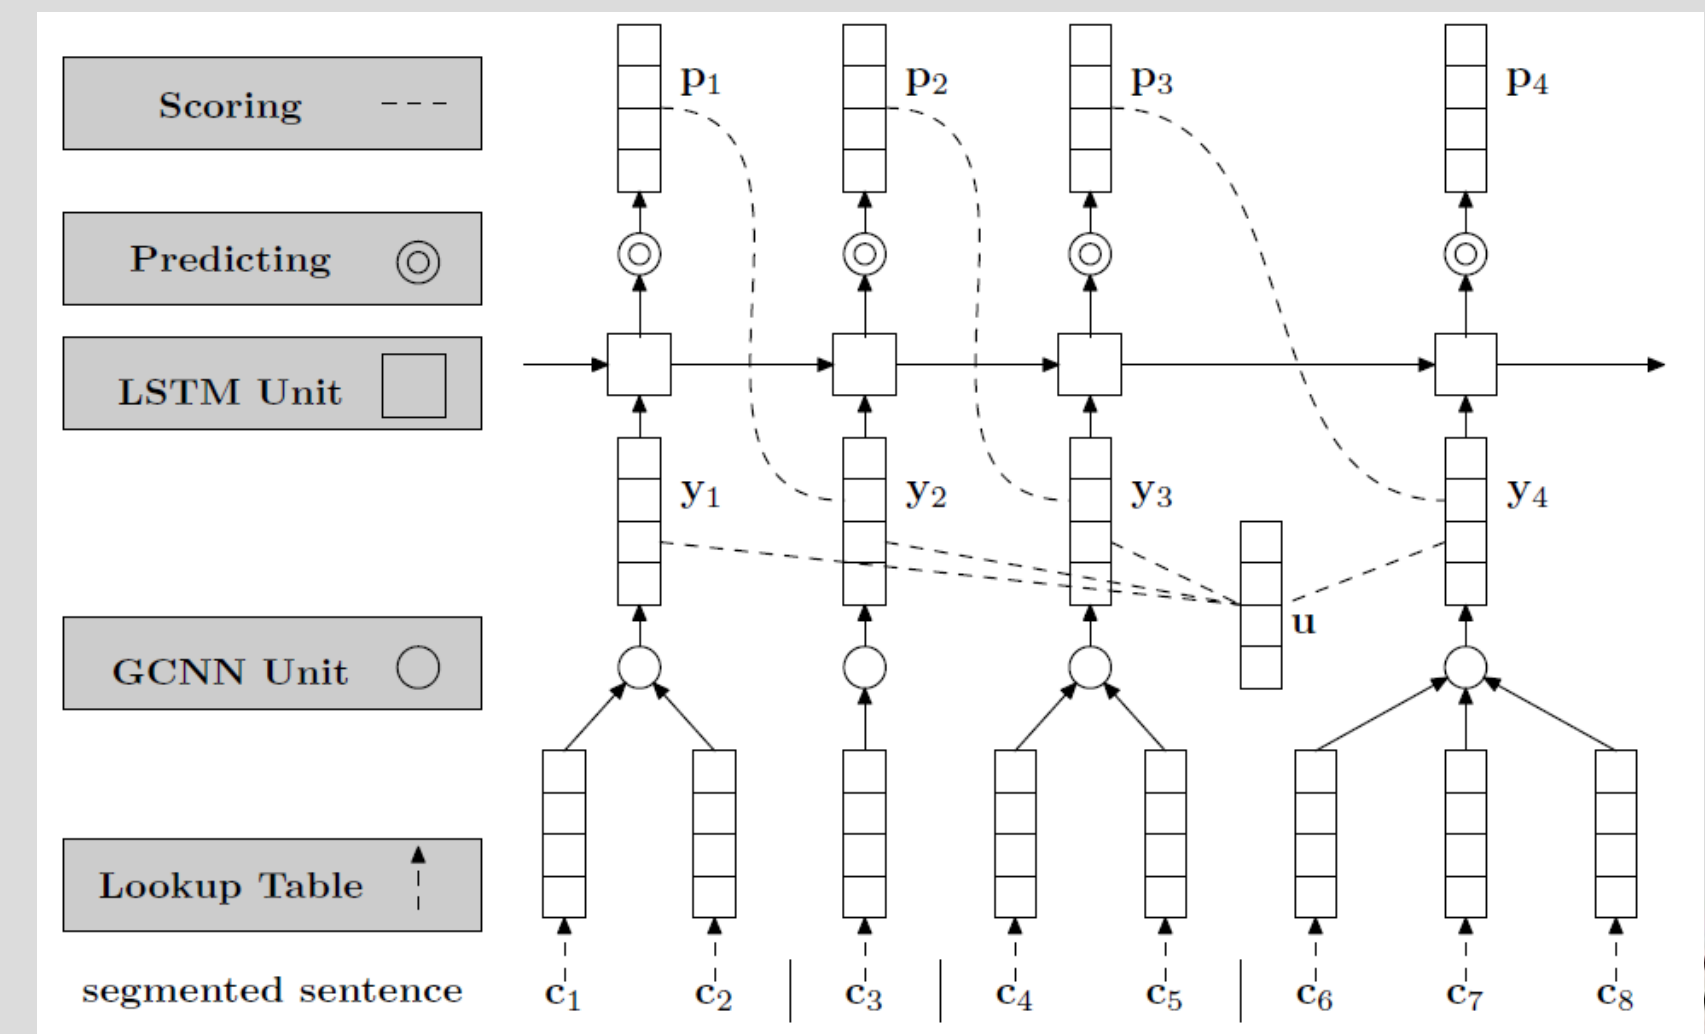 Scoring
Predicting
LSTM Unit
GCNN Unit
Lookup Table
segmented sentence
p₁ p₂ p₃ p₄
y₁ y₂ y₃ y₄
u
c₁ c₂ c₃ c₄ c₅ c₆ c₇ c₈